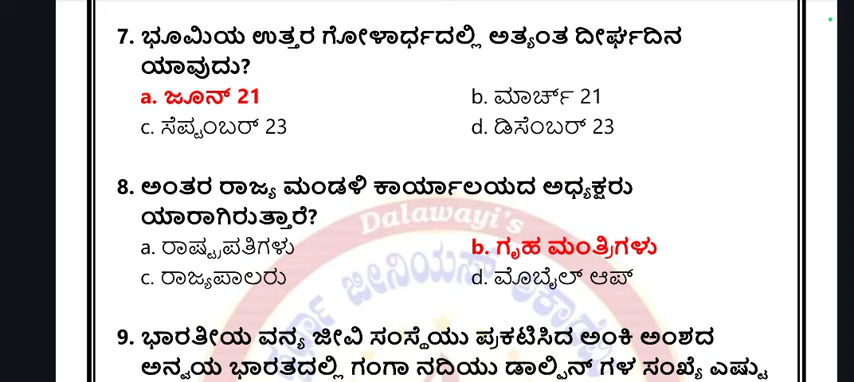 7. ಭೂಮಿಯ ಉತ್ತರ ಗೋಳಾರ್ಧದಲ್ಲಿ ಅತ್ಯಂತ ದೀರ್ಘದಿನ
ಯಾವುದು?
a. ಜೂನ್ 21 b. ಮಾರ್ಚ್ 21
c. ಸೆಪ್ಟಂಬರ್ 23 d. ಡಿಸೆಂಬರ್ 23
8. ಅಂತರ ರಾಜ್ಯ ಮಂಡಳಿ ಕಾರ್ಯಾಲಯದ ಅಧ್ಯಕ್ಷರು
ಯಾರಾಗಿರುತ್ತಾರೆ?
Dalawayi's
a. ರಾಷ್ಟ್ರಪತಿಗಳು b. ಗೃಹ ಮಂತ್ರಿಗಳು
c. ರಾಜ್ಯಪಾಲರು d. ಮೊಬೈಲ್ ಆಪ್
9. ಭಾರತೀಯ ವನ್ಯ ಜೀವಿ ಸಂಸ್ಥೆಯು ಪ್ರಕಟಿಸಿದ ಅಂಕಿ ಅಂಶದ
ಅನ್ವಯ ಭಾರತದಲ್ಲಿ ಗಂಗಾ ನದಿಯು ಡಾಲ್ಫಿನ್ ಗಳ ಸಂಖ್ಯೆ ಎಷ್ಟು